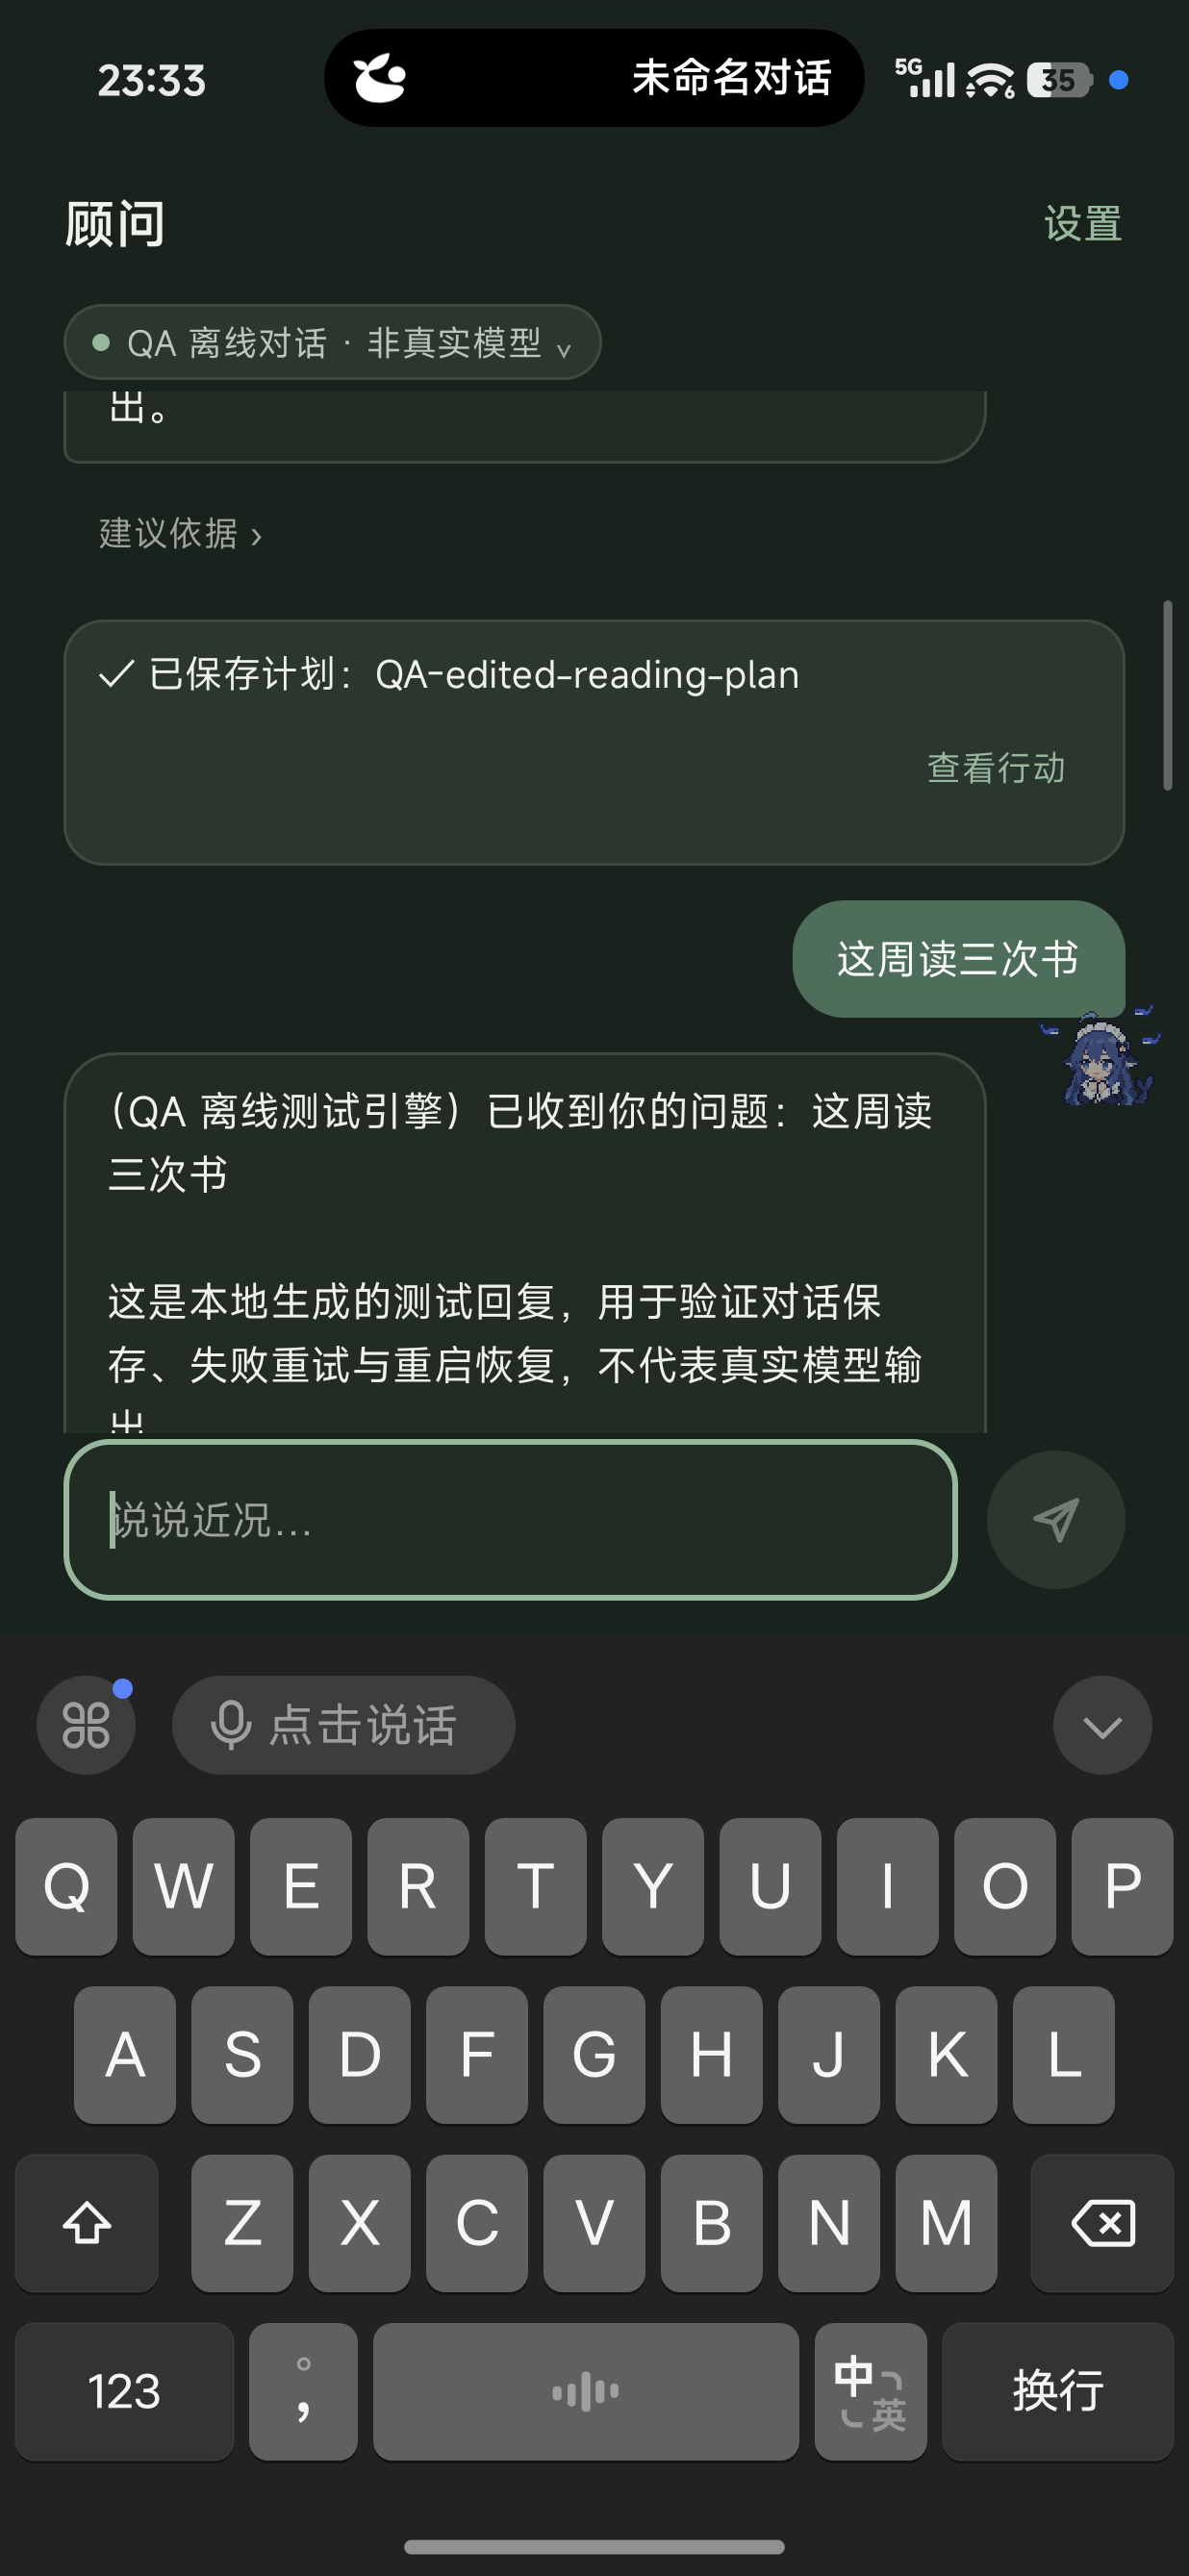 23:33
未命名对话
5G
6
35
顾问
设置
QA 离线对话 · 非真实模型
出。
建议依据 ›
已保存计划：QA-edited-reading-plan
查看行动
这周读三次书
（QA 离线测试引擎）已收到你的问题：这周读
三次书
这是本地生成的测试回复，用于验证对话保
存、失败重试与重启恢复，不代表真实模型输
出
说说近况...
点击说话
Q W E R T Y U I O P
A S D F G H J K L
Z X C V B N M
123
。
，
中
英
换行